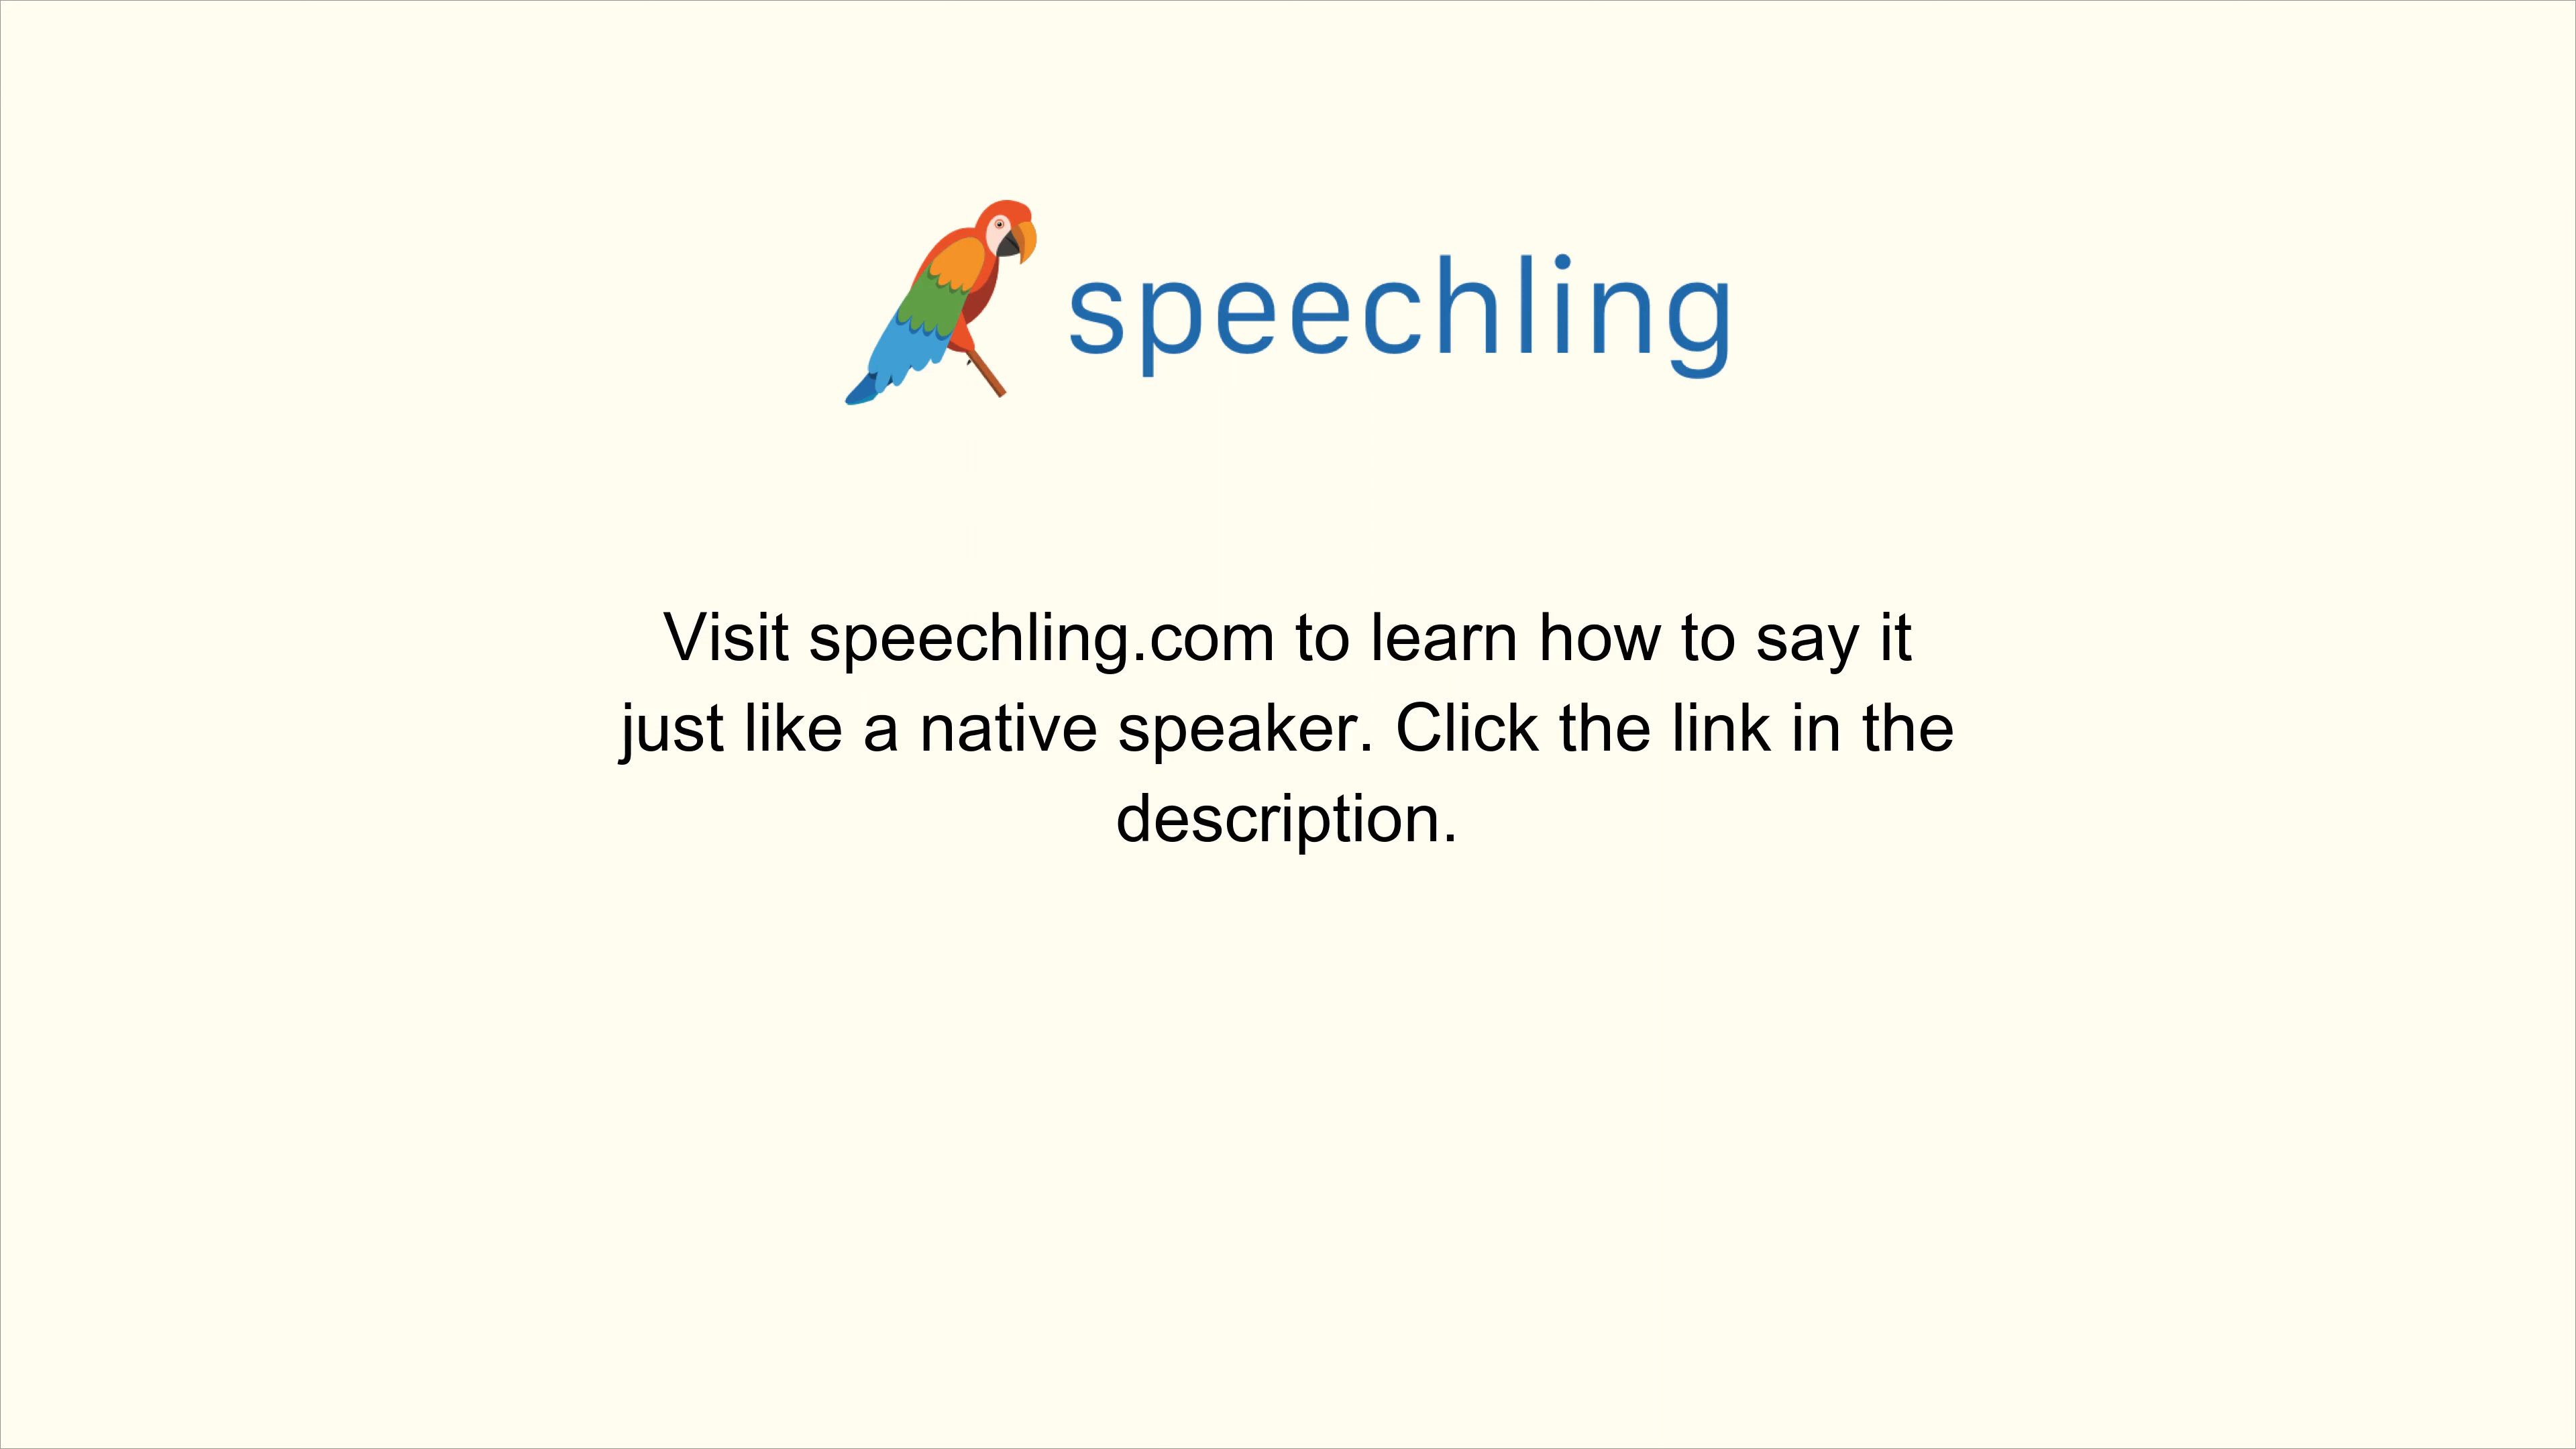 speechling
Visit speechling.com to learn how to say it
just like a native speaker. Click the link in the
description.